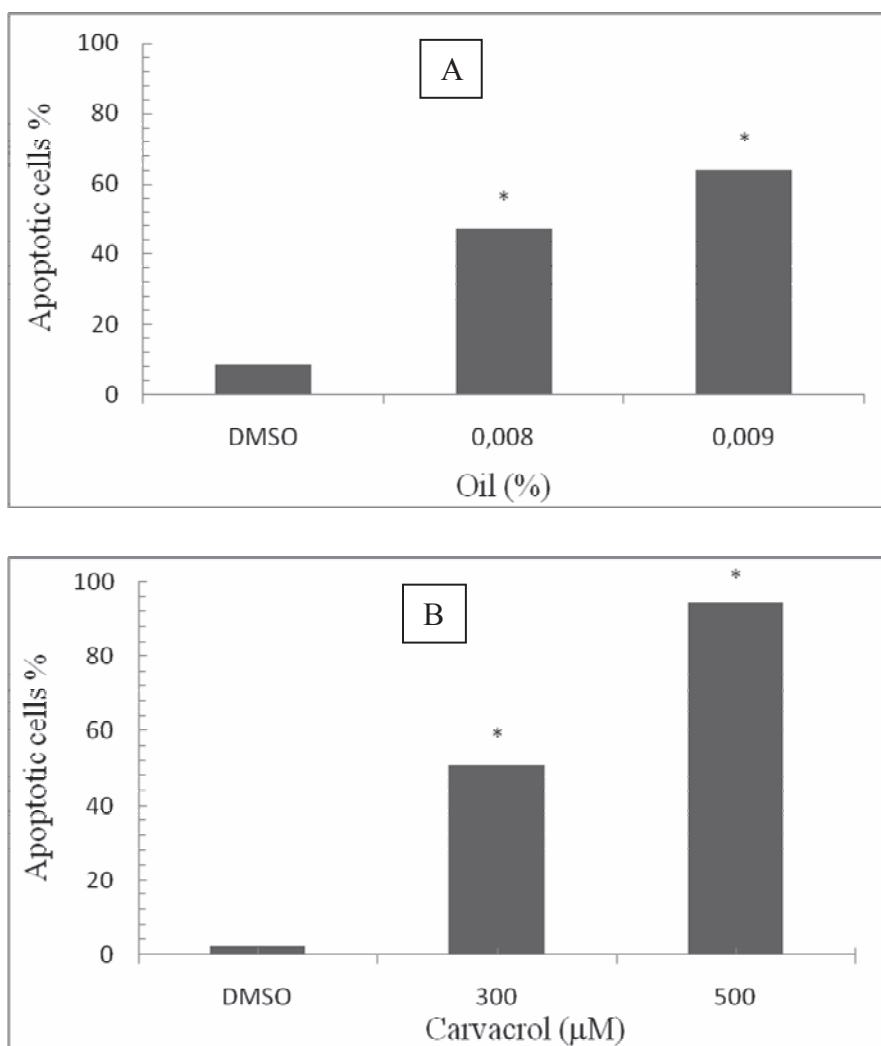 A
Apoptotic cells %
100
80
60
40
20
0
*
*
DMSO 0,008 0,009
Oil (%)
B
Apoptotic cells %
100
80
60
40
20
0
*
*
DMSO 300 500
Carvacrol (µM)